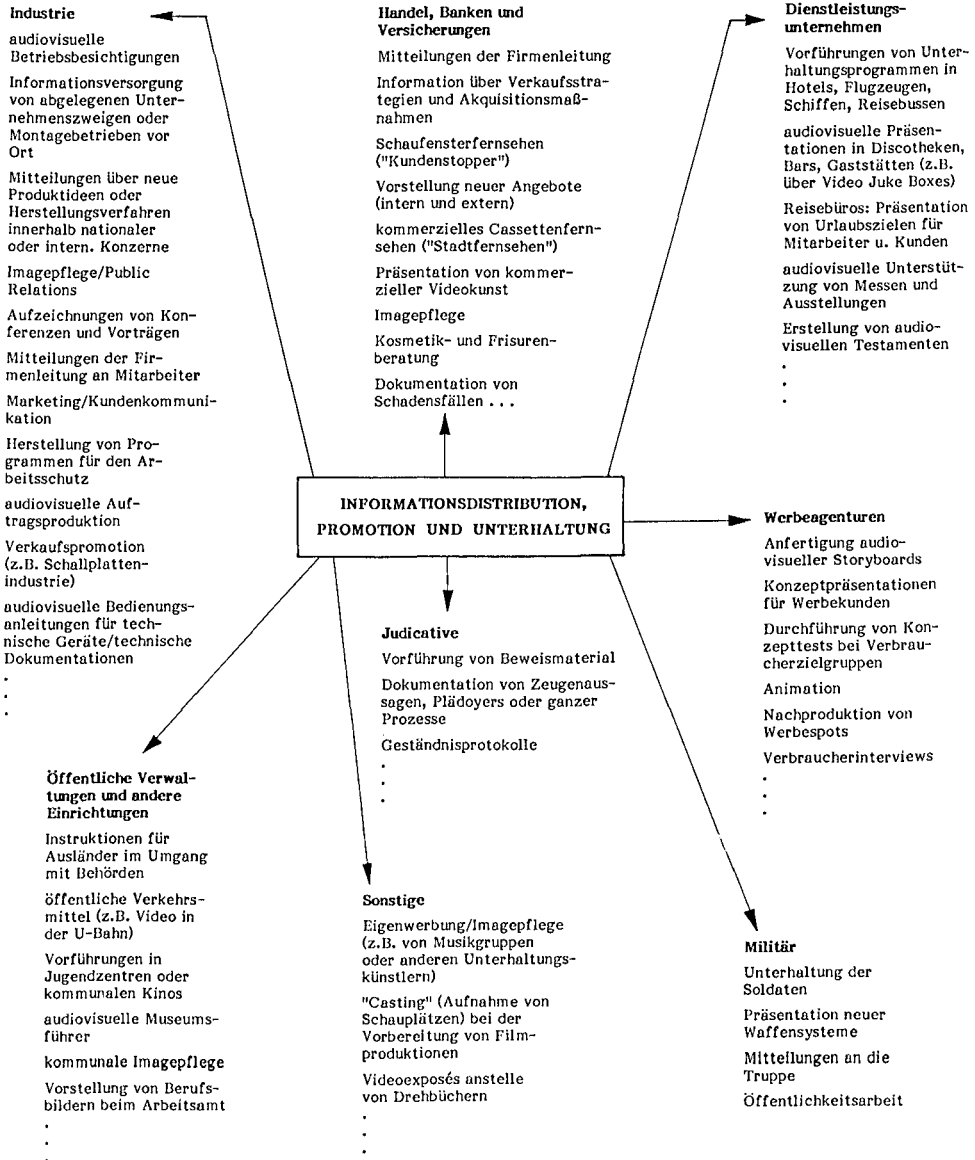 Industrie
audiovisuelle
Betriebsbesichtigungen
Informationsversorgung
von abgelegenen Unter-
nehmenszweigen oder
Montagebetrieben vor
Ort
Mitteilungen über neue
Produktideen oder
Herstellungsverfahren
innerhalb nationaler
oder intern. Konzerne
Imagepflege/Public
Relations
Aufzeichnungen von Kon-
ferenzen und Vorträgen
Mitteilungen der Fir-
menleitung an Mitarbeiter
Marketing/Kundenkommuni-
kation
Herstellung von Pro-
grammen für den Ar-
beitsschutz
audiovisuelle Auf-
tragsproduktion
Verkaufspromotion
(z.B. Schallplatten-
industrie)
audiovisuelle Bedienungs-
anleitungen für tech-
nische Geräte/technische
Dokumentationen
.
.
.
Handel, Banken und
Versicherungen
Mitteilungen der Firmenleitung
Information über Verkaufsstra-
tegien und Akquisitionsmaß-
nahmen
Schaufensterfernsehen
("Kundenstopper")
Vorstellung neuer Angebote
(intern und extern)
kommerzielles Cassettenfern-
sehen ("Stadtfernsehen")
Präsentation von kommer-
zieller Videokunst
Imagepflege
Kosmetik- und Frisuren-
beratung
Dokumentation von
Schadensfällen . . .
Dienstleistungs-
unternehmen
Vorführungen von Unter-
haltungsprogrammen in
Hotels, Flugzeugen,
Schiffen, Reisebussen
audiovisuelle Präsen-
tationen in Discotheken,
Bars, Gaststätten (z.B.
über Video Juke Boxes)
Reisebüros: Präsentation
von Urlaubszielen für
Mitarbeiter u. Kunden
audiovisuelle Unterstüt-
zung von Messen und
Ausstellungen
Erstellung von audio-
visuellen Testamenten
.
.
.
INFORMATIONSDISTRIBUTION,
PROMOTION UND UNTERHALTUNG
Werbeagenturen
Anfertigung audio-
visueller Storyboards
Konzeptpräsentationen
für Werbekunden
Durchführung von Kon-
zepttests bei Verbrau-
cherzielgruppen
Animation
Nachproduktion von
Werbespots
Verbraucherinterviews
.
.
.
Judicative
Vorführung von Beweismaterial
Dokumentation von Zeugenaus-
sagen, Plädoyers oder ganzer
Prozesse
Geständnisprotokolle
.
.
.
Öffentliche Verwal-
tungen und andere
Einrichtungen
Instruktionen für
Ausländer im Umgang
mit Behörden
öffentliche Verkehrs-
mittel (z.B. Video in
der U-Bahn)
Vorführungen in
Jugendzentren oder
kommunalen Kinos
audiovisuelle Museums-
führer
kommunale Imagepflege
Vorstellung von Berufs-
bildern beim Arbeitsamt
.
.
.
Sonstige
Eigenwerbung/Imagepflege
(z.B. von Musikgruppen
oder anderen Unterhaltungs-
künstlern)
"Casting" (Aufnahme von
Schauplätzen) bei der
Vorbereitung von Film-
produktionen
Videoexposés anstelle
von Drehbüchern
.
.
.
Militär
Unterhaltung der
Soldaten
Präsentation neuer
Waffensysteme
Mitteilungen an die
Truppe
Öffentlichkeitsarbeit